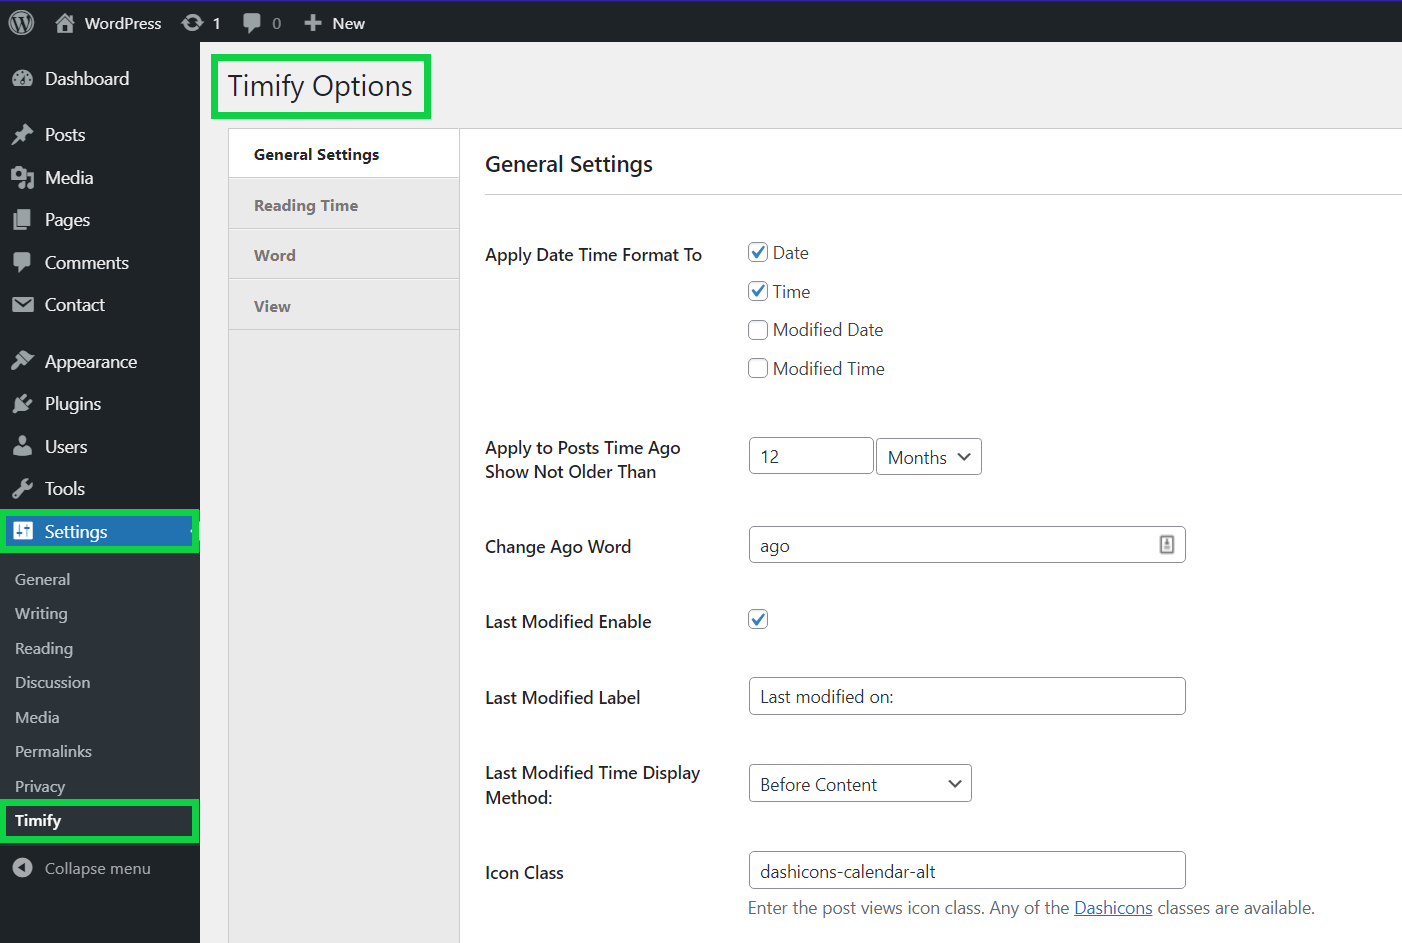 WordPress 1 0 New
Dashboard
Posts
Media
Pages
Comments
Contact
Appearance
Plugins
Users
Tools
Settings
General
Writing
Reading
Discussion
Media
Permalinks
Privacy
Timify
Collapse menu
Timify Options
General Settings
Reading Time
Word
View
General Settings
Apply Date Time Format To
Date
Time
Modified Date
Modified Time
Apply to Posts Time Ago
Show Not Older Than
12 Months
Change Ago Word
ago
Last Modified Enable
Last Modified Label
Last modified on:
Last Modified Time Display
Method:
Before Content
Icon Class
dashicons-calendar-alt
Enter the post views icon class. Any of the Dashicons classes are available.